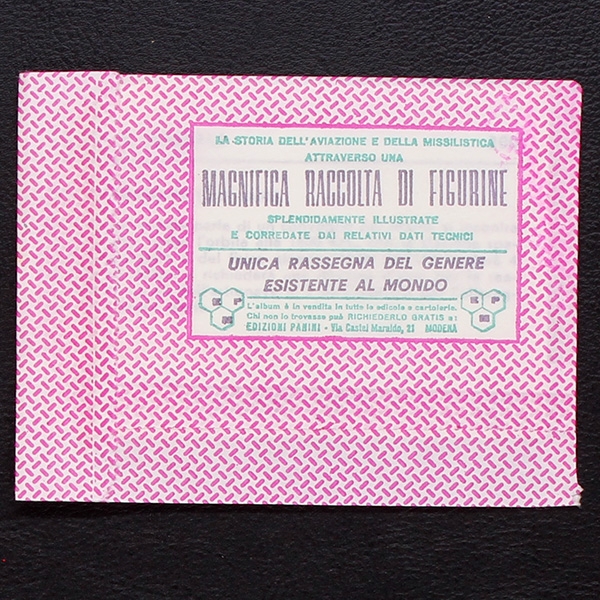 LA STORIA DELL'AVIAZIONE E DELLA MISSILISTICA
ATTRAVERSO UNA
MAGNIFICA RACCOLTA DI FIGURINE
SPLENDIDAMENTE ILLUSTRATE
E CORREDATE DAI RELATIVI DATI TECNICI
UNICA RASSEGNA DEL GENERE
ESISTENTE AL MONDO
L'album è in vendita in tutte le edicole e cartolerie.
Chi non lo trovasse può RICHIEDERLO GRATIS a:
EDIZIONI PANINI - Via Castel Maraldo, 21 MODENA
E P
M
E P
M